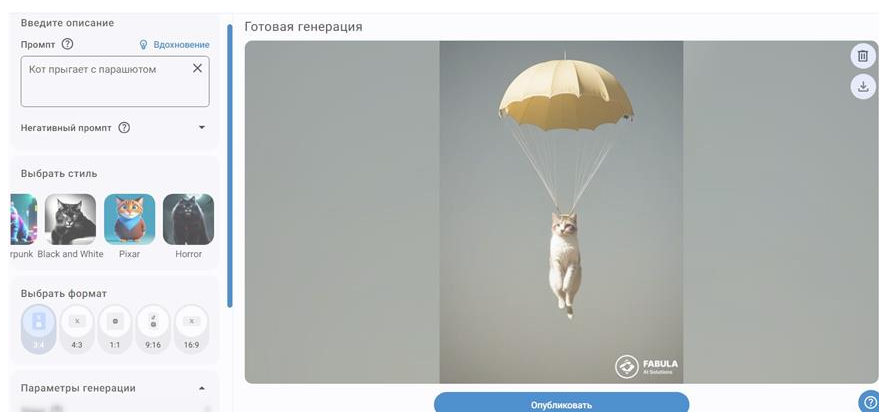 Введите описание
Промпт ? Вдохновение
Кот прыгает с парашютом
Негативный промпт ?
Выбрать стиль
rpunk Black and White Pixar Horror
Выбрать формат
3:4 4:3 1:1 9:16 16:9
Параметры генерации
Готовая генерация
FABULA
AI Solutions
Опубликовать
?